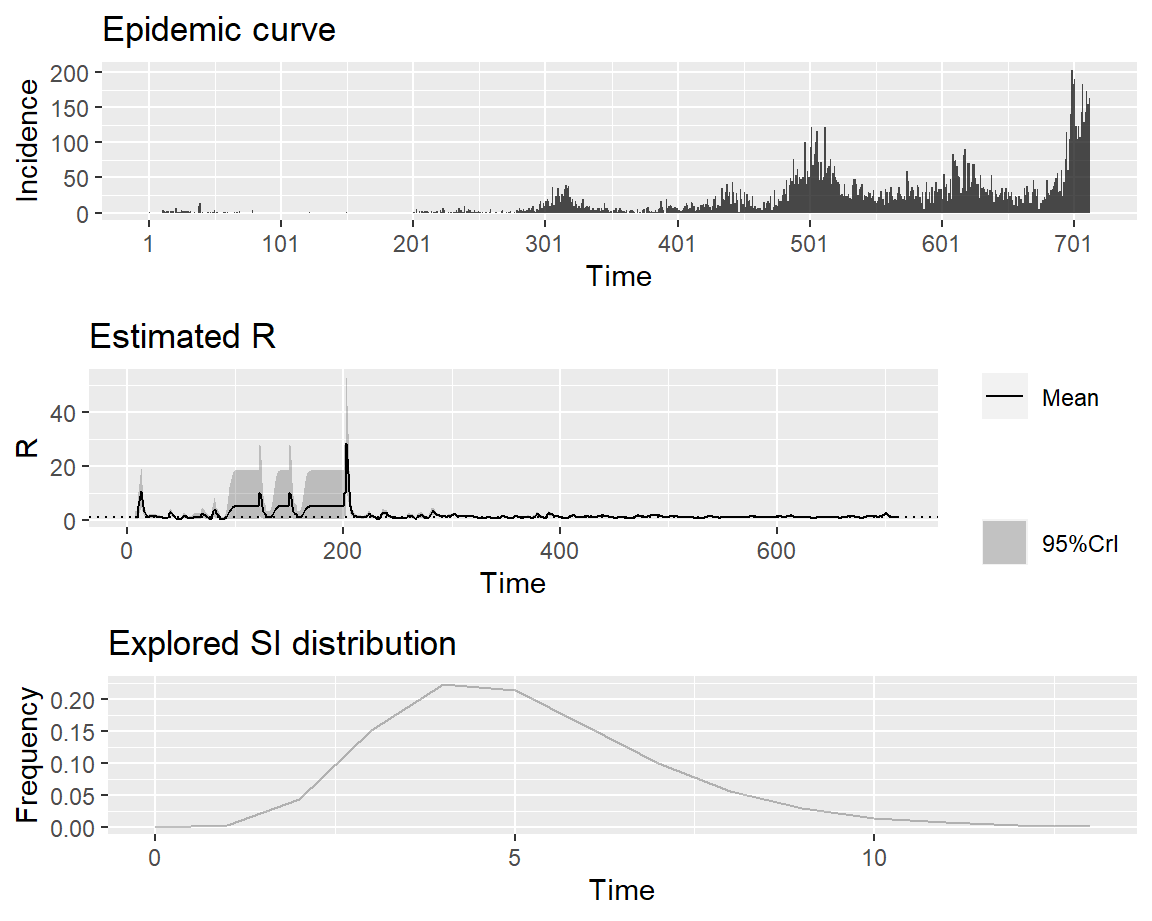 Epidemic curve
Incidence
200
150
100
50
0
1 101 201 301 401 501 601 701
Time
Estimated R
R
40
20
0
0 200 400 600
Time
Mean
95%CrI
Explored SI distribution
Frequency
0.20
0.15
0.10
0.05
0.00
0 5 10
Time